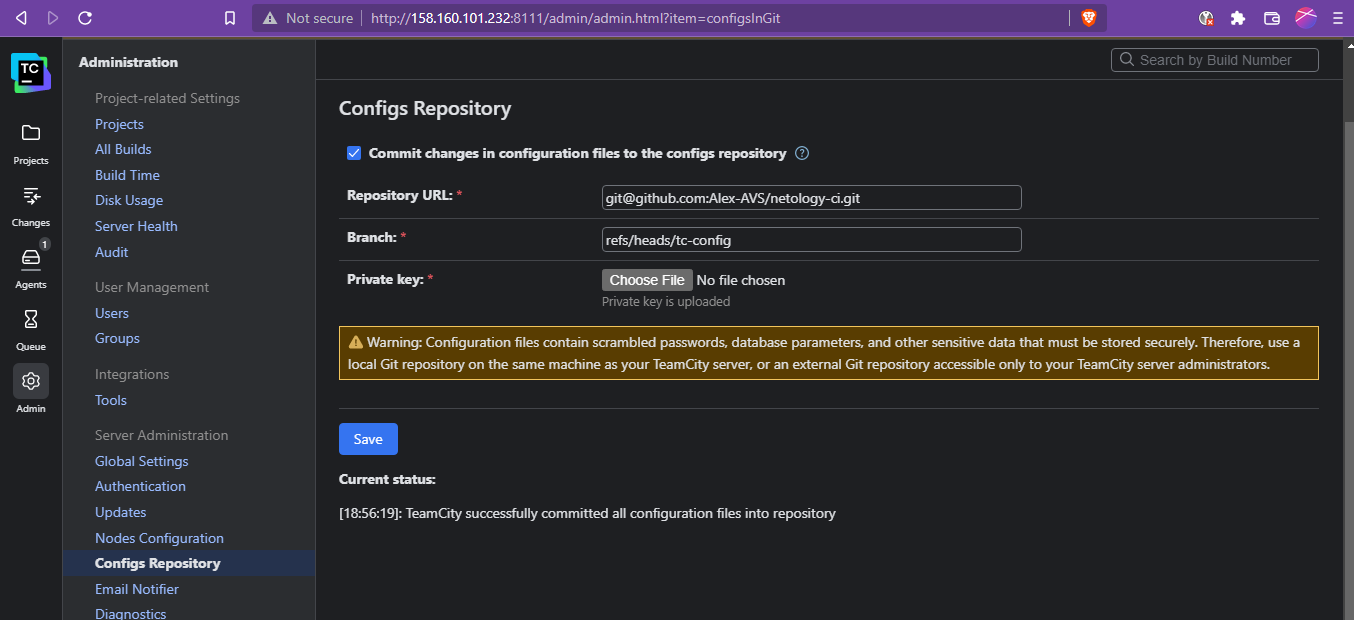 Not secure
http://158.160.101.232:8111/admin/admin.html?item=configsInGit
TC
Projects
Changes
1
Agents
Queue
Admin
Administration
Project-related Settings
Projects
All Builds
Build Time
Disk Usage
Server Health
Audit
User Management
Users
Groups
Integrations
Tools
Server Administration
Global Settings
Authentication
Updates
Nodes Configuration
Configs Repository
Email Notifier
Diagnostics
Search by Build Number
Configs Repository
Commit changes in configuration files to the configs repository ?
Repository URL: *
git@github.com:Alex-AVS/netology-ci.git
Branch: *
refs/heads/tc-config
Private key: *
Choose File No file chosen
Private key is uploaded
Warning: Configuration files contain scrambled passwords, database parameters, and other sensitive data that must be stored securely. Therefore, use a
local Git repository on the same machine as your TeamCity server, or an external Git repository accessible only to your TeamCity server administrators.
Save
Current status:
[18:56:19]: TeamCity successfully committed all configuration files into repository